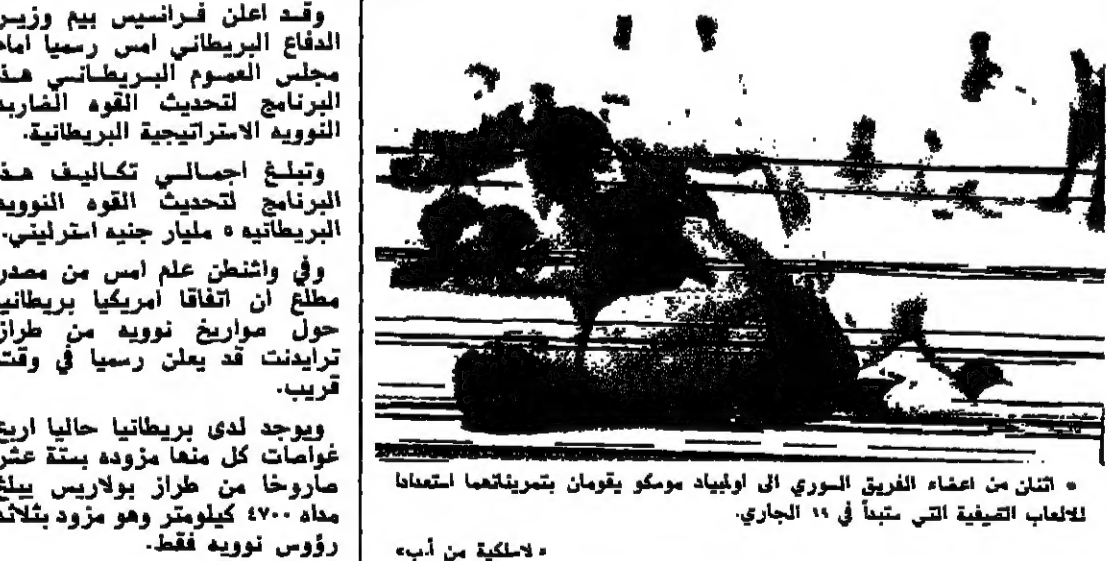 وقد اعلن فرانسيس بيم وزير
الدفاع البريطاني امس رسميا امام
مجلس العموم البريطاني هذا
البرنامج لتحديث القوه الضاربه
النوويه الاستراتيجية البريطانية.
وتبلغ اجمالي تكاليف هذا
البرنامج لتحديث القوه النوويه
البريطانيه ٥ مليار جنيه استرليني.
وفي واشنطن علم امس من مصدر
مطلع ان اتفاقا امريكيا بريطانيا
حول صواريخ نوويه من طراز
ترايدنت قد يعلن رسميا في وقت
قريب.
ويوجد لدى بريطانيا حاليا اربع
غواصات كل منها مزوده بستة عشر
صاروخا من طراز بولاريس يبلغ
مداه ٤٧٠٠ كيلومتر وهو مزود بثلاثة
رؤوس نوويه فقط.
* اثنان من اعضاء الفريق السوري الى اولمبياد موسكو يقومان بتمريناتهما استعدادا
للالعاب الصيفية التي ستبدأ في ١٩ الجاري.
«لاسلكية من أ.ب»